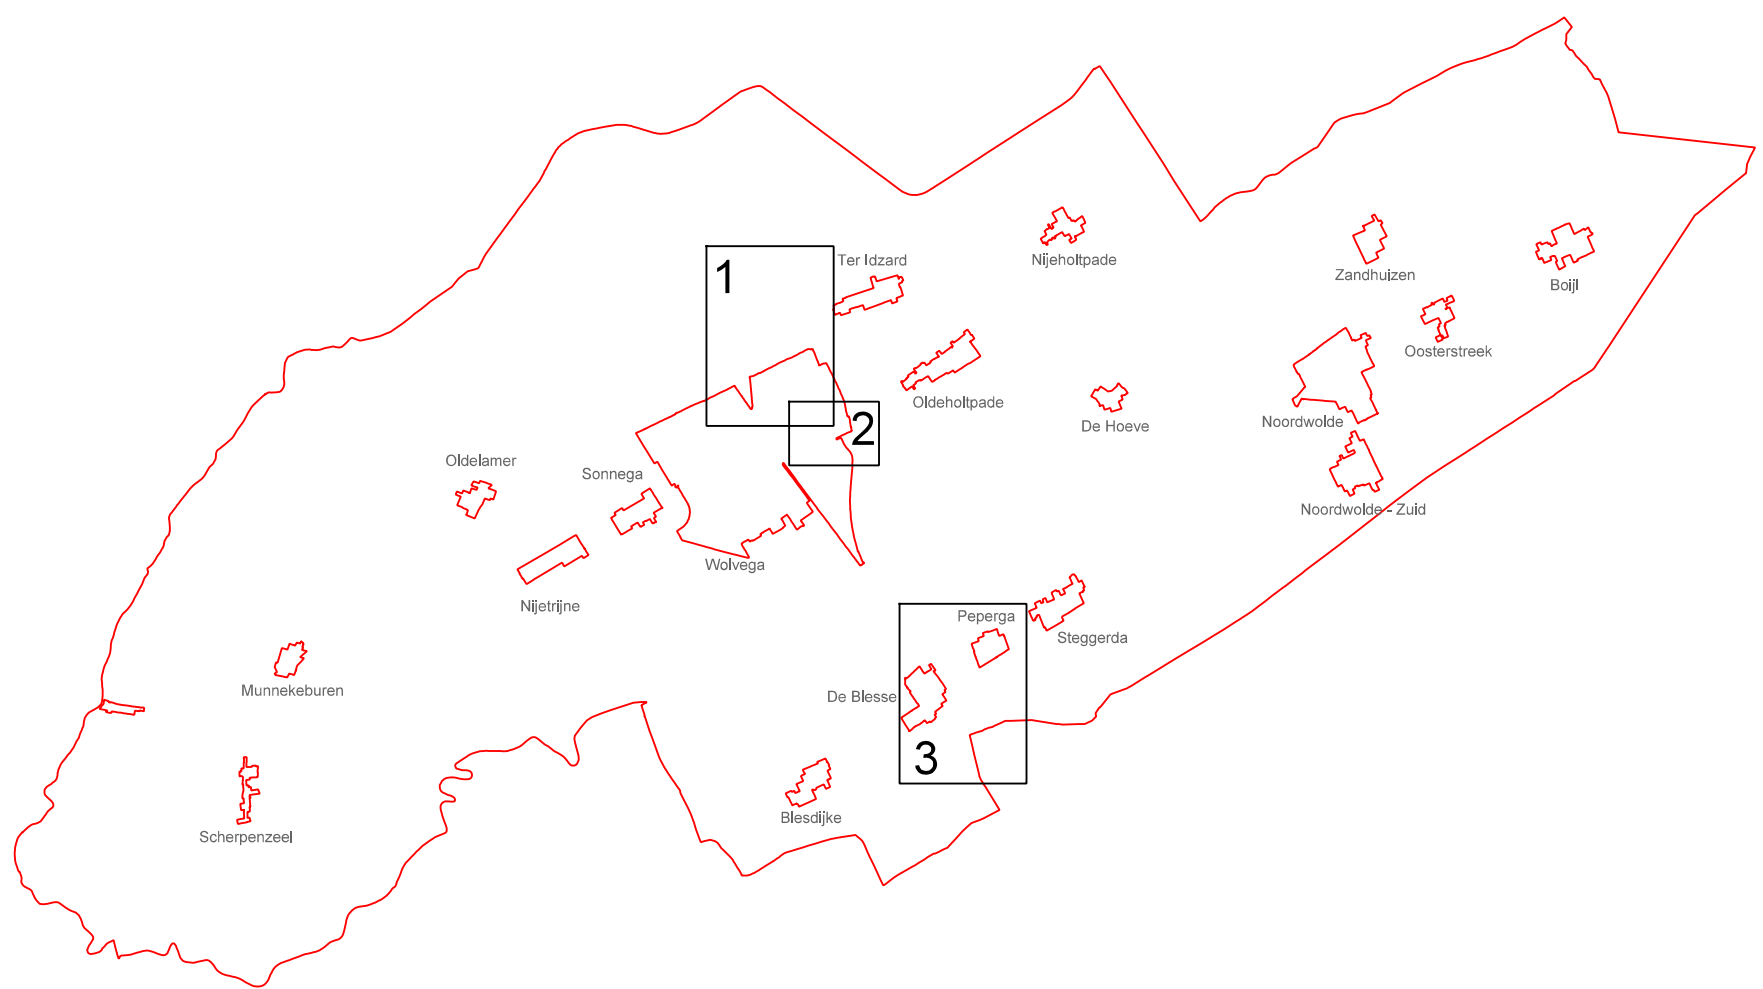 Nijeholtpade
Ter Idzard
1
Zandhuizen
Boijl
Oosterstreek
Oldeholtpade
De Hoeve
Noordwolde
2
Oldelamer
Sonnega
Noordwolde - Zuid
Wolvega
Nijetrijne
Peperga
Steggerda
Munnekeburen
De Blesse
3
Blesdijke
Scherpenzeel